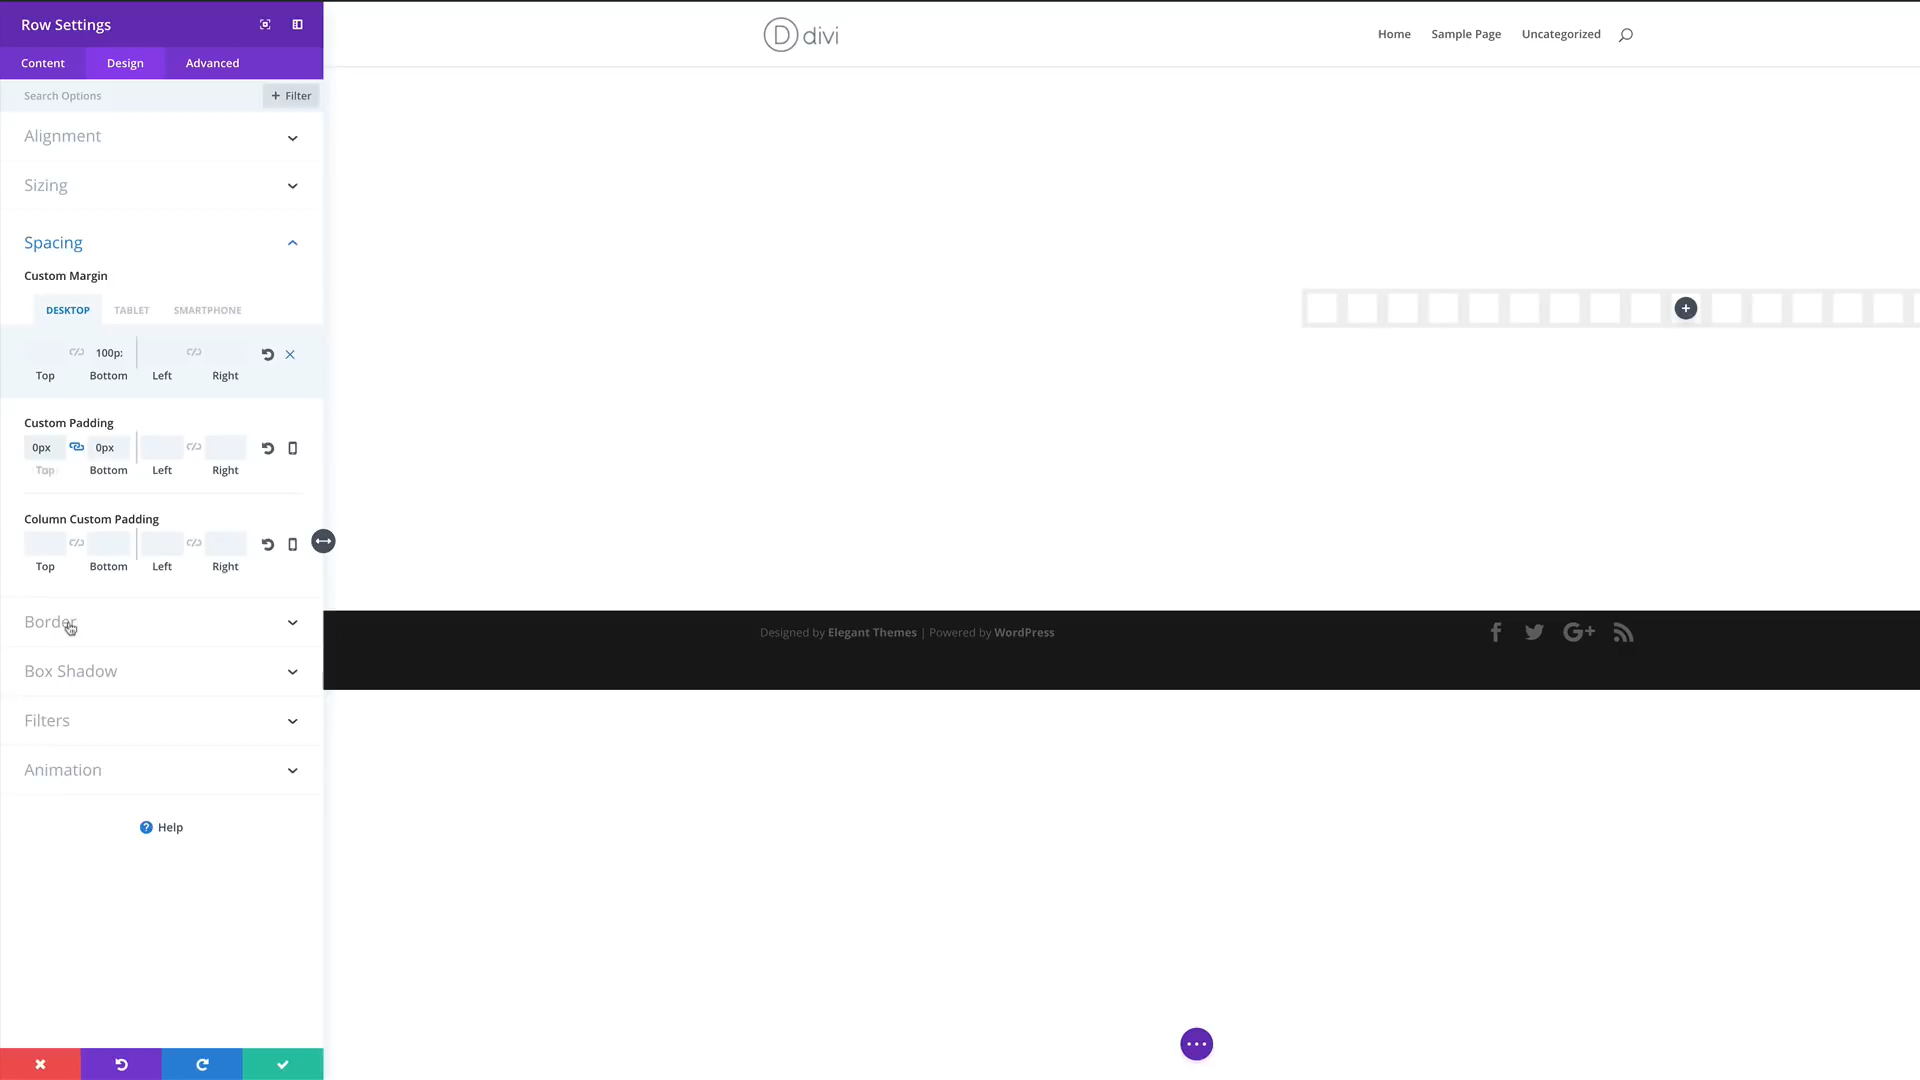 Row Settings
Content Design Advanced
Search Options + Filter
Alignment
Sizing
Spacing
Custom Margin
DESKTOP TABLET SMARTPHONE
100p:
Top Bottom Left Right
Custom Padding
0px 0px
Top Bottom Left Right
Column Custom Padding
Top Bottom Left Right
Border
Box Shadow
Filters
Animation
? Help
D divi
Home Sample Page Uncategorized
Designed by Elegant Themes | Powered by WordPress
G+